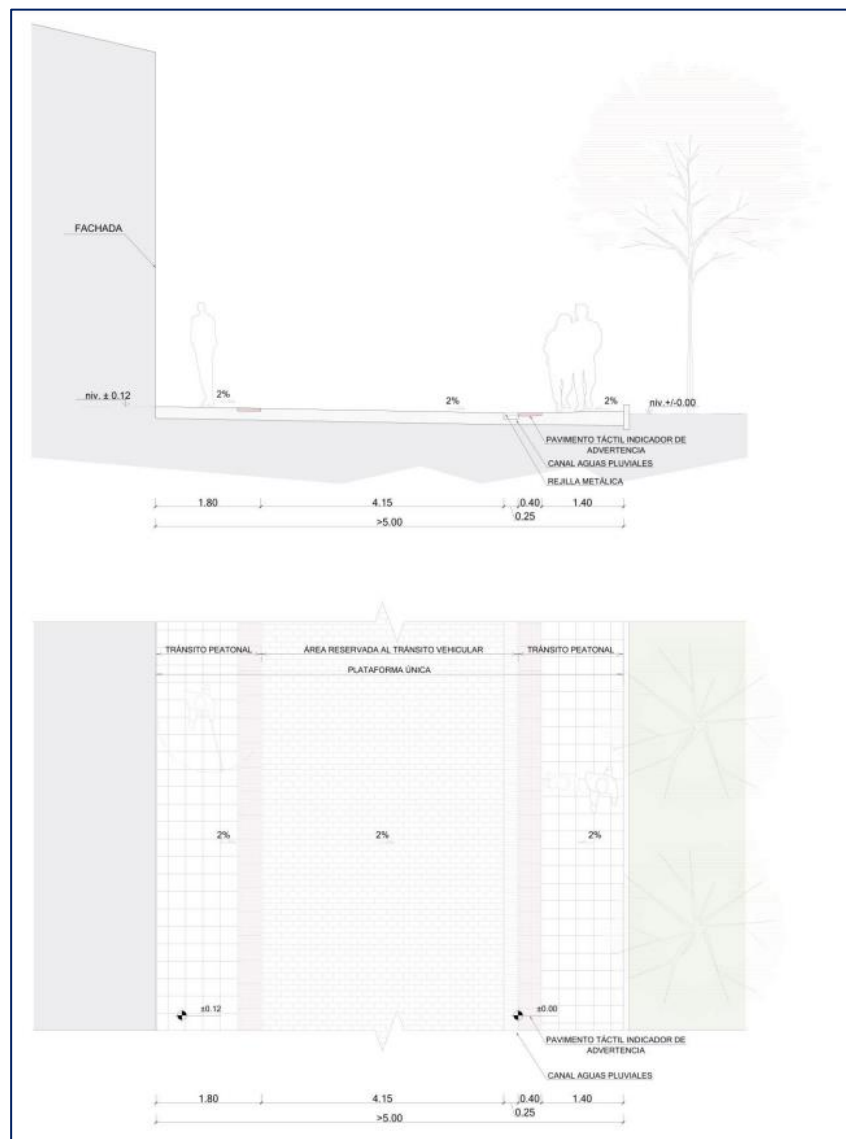 FACHADA
niv. ± 0.12
2%
2%
2%
niv.+/-0.00
PAVIMENTO TÁCTIL INDICADOR DE
ADVERTENCIA
CANAL AGUAS PLUVIALES
REJILLA METÁLICA
1.80
4.15
0.40
1.40
0.25
>5.00
TRÁNSITO PEATONAL
ÁREA RESERVADA AL TRÁNSITO VEHICULAR
TRÁNSITO PEATONAL
PLATAFORMA ÚNICA
2%
2%
2%
±0.12
±0.00
PAVIMENTO TÁCTIL INDICADOR DE
ADVERTENCIA
CANAL AGUAS PLUVIALES
1.80
4.15
0.40
1.40
0.25
>5.00